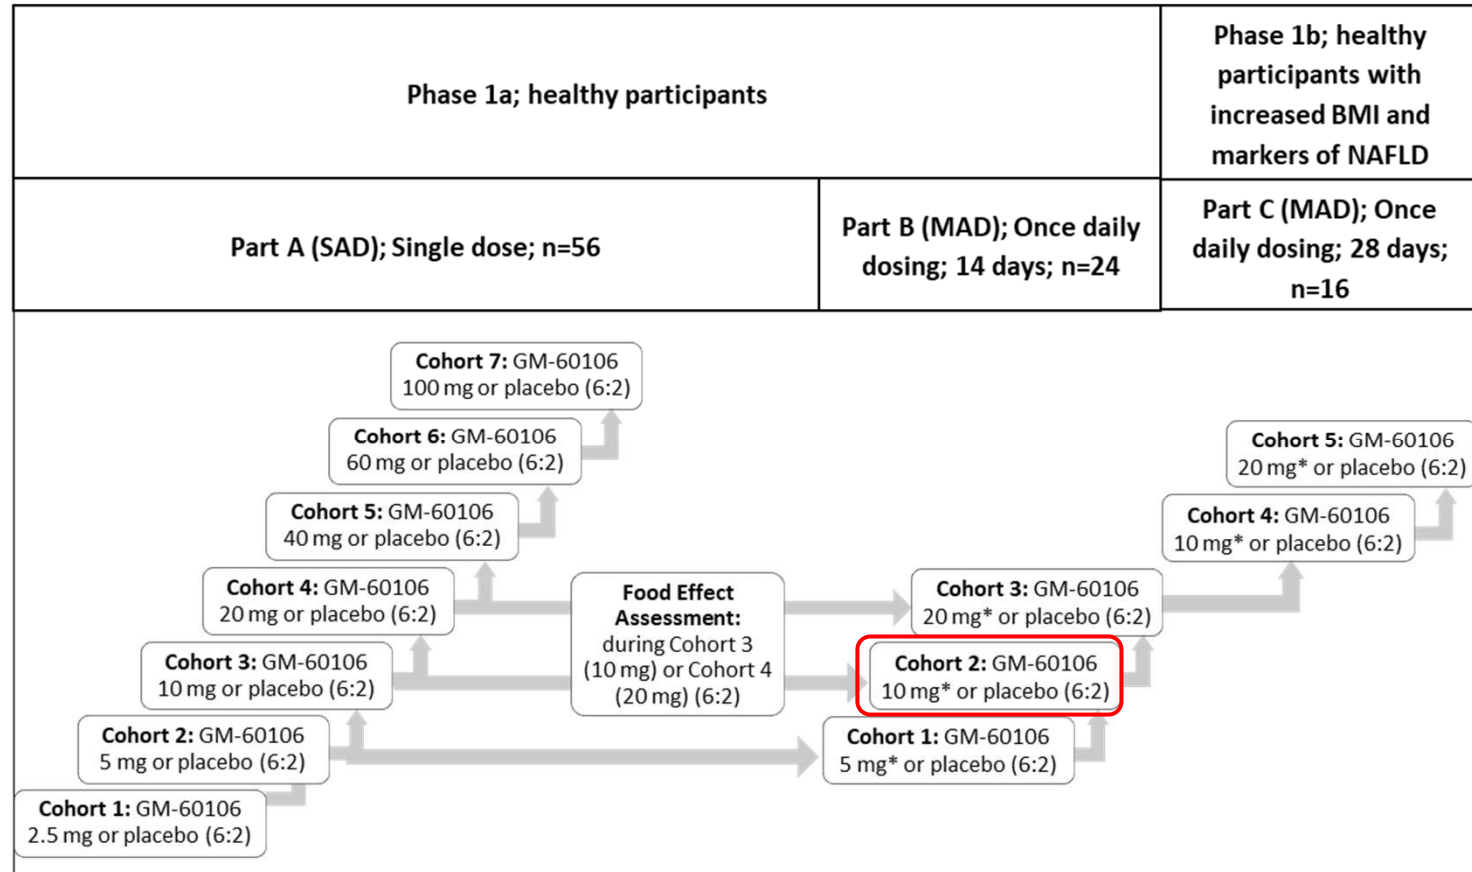 Phase 1a; healthy participants
Phase 1b; healthy
participants with
increased BMI and
markers of NAFLD
Part A (SAD); Single dose; n=56
Part B (MAD); Once daily
dosing; 14 days; n=24
Part C (MAD); Once
daily dosing; 28 days;
n=16
Cohort 7: GM-60106
100 mg or placebo (6:2)
Cohort 6: GM-60106
60 mg or placebo (6:2)
Cohort 5: GM-60106
40 mg or placebo (6:2)
Cohort 4: GM-60106
20 mg or placebo (6:2)
Cohort 3: GM-60106
10 mg or placebo (6:2)
Cohort 2: GM-60106
5 mg or placebo (6:2)
Cohort 1: GM-60106
2.5 mg or placebo (6:2)
Food Effect
Assessment:
during Cohort 3
(10 mg) or Cohort 4
(20 mg) (6:2)
Cohort 3: GM-60106
20 mg* or placebo (6:2)
Cohort 2: GM-60106
10 mg* or placebo (6:2)
Cohort 1: GM-60106
5 mg* or placebo (6:2)
Cohort 5: GM-60106
20 mg* or placebo (6:2)
Cohort 4: GM-60106
10 mg* or placebo (6:2)